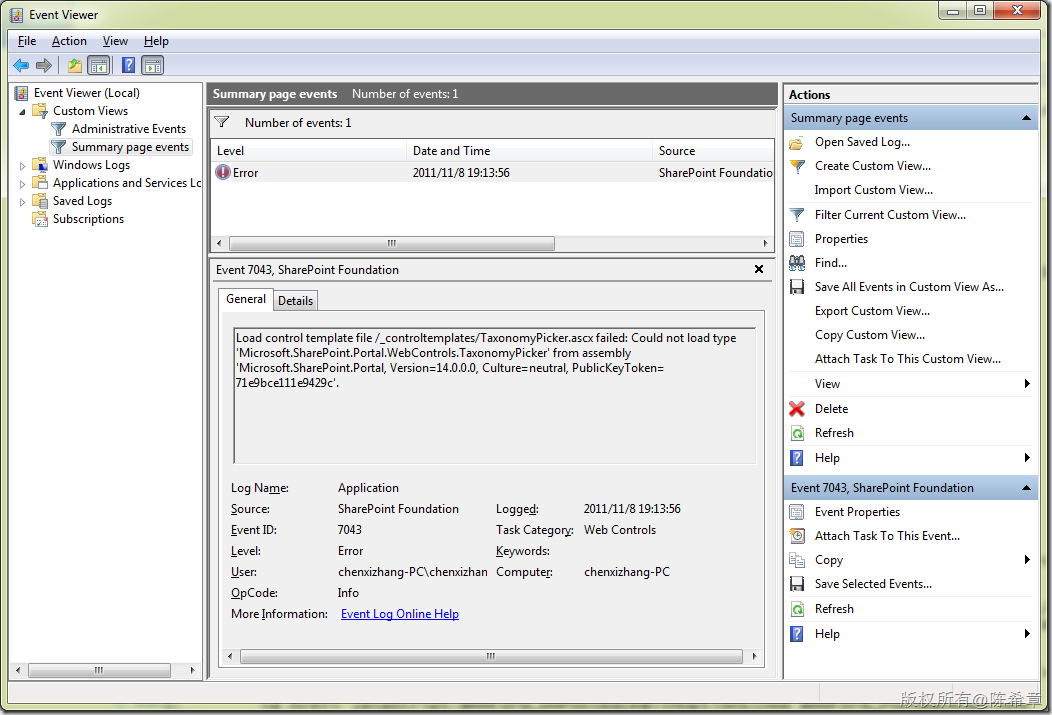 Event Viewer
File Action View Help
Event Viewer (Local)
Custom Views
Administrative Events
Summary page events
Windows Logs
Applications and Services Lc
Saved Logs
Subscriptions
Summary page events Number of events: 1
Number of events: 1
Level Date and Time Source
Error 2011/11/8 19:13:56 SharePoint Foundatio
Event 7043, SharePoint Foundation
General Details
Load control template file /_controltemplates/TaxonomyPicker.ascx failed: Could not load type
'Microsoft.SharePoint.Portal.WebControls.TaxonomyPicker' from assembly
'Microsoft.SharePoint.Portal, Version=14.0.0.0, Culture=neutral, PublicKeyToken=
71e9bce111e9429c'.
Log Name: Application
Source: SharePoint Foundation Logged: 2011/11/8 19:13:56
Event ID: 7043 Task Category: Web Controls
Level: Error Keywords:
User: chenxizhang-PC\chenxizhan Computer: chenxizhang-PC
OpCode: Info
More Information: Event Log Online Help
Actions
Summary page events
Open Saved Log...
Create Custom View...
Import Custom View...
Filter Current Custom View...
Properties
Find...
Save All Events in Custom View As...
Export Custom View...
Copy Custom View...
Attach Task To This Custom View...
View
Delete
Refresh
Help
Event 7043, SharePoint Foundation
Event Properties
Attach Task To This Event...
Copy
Save Selected Events...
Refresh
Help
版权所有@陈希章